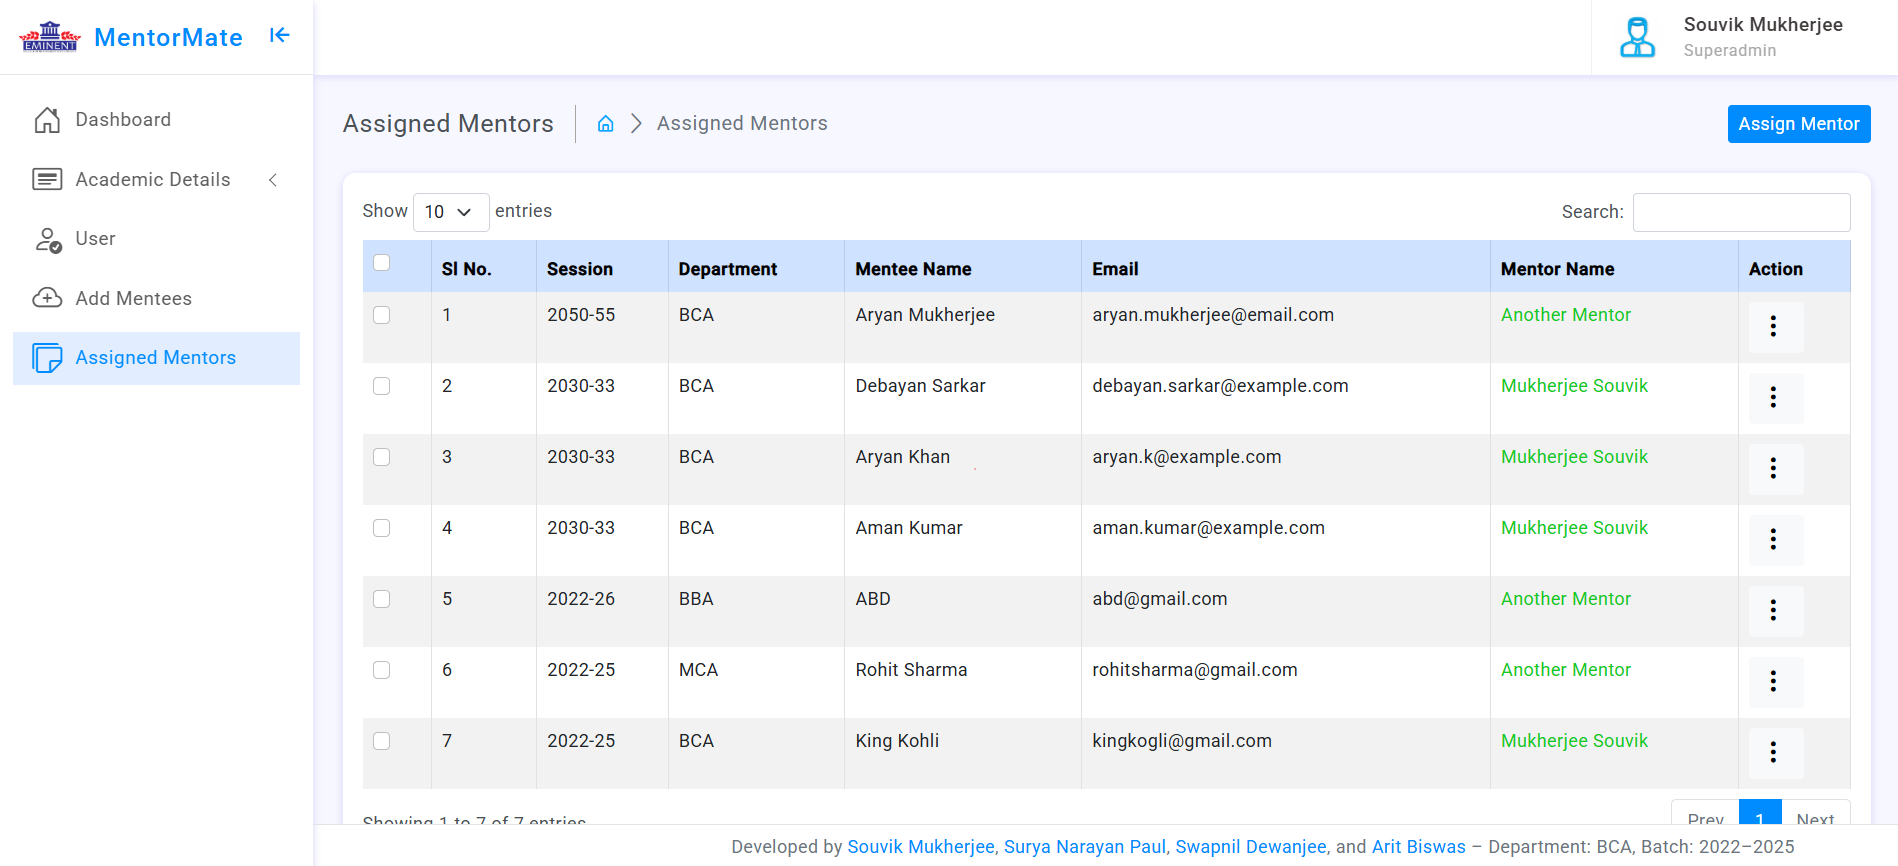 EMINENT
MentorMate
Souvik Mukherjee
Superadmin
Dashboard
Academic Details
User
Add Mentees
Assigned Mentors
Assigned Mentors Assigned Mentors
Assign Mentor
Show 10 entries
Search:
Sl No. Session Department Mentee Name Email Mentor Name Action
1 2050-55 BCA Aryan Mukherjee aryan.mukherjee@email.com Another Mentor
2 2030-33 BCA Debayan Sarkar debayan.sarkar@example.com Mukherjee Souvik
3 2030-33 BCA Aryan Khan aryan.k@example.com Mukherjee Souvik
4 2030-33 BCA Aman Kumar aman.kumar@example.com Mukherjee Souvik
5 2022-26 BBA ABD abd@gmail.com Another Mentor
6 2022-25 MCA Rohit Sharma rohitsharma@gmail.com Another Mentor
7 2022-25 BCA King Kohli kingkogli@gmail.com Mukherjee Souvik
Showing 1 to 7 of 7 entries
Prev 1 Next
Developed by Souvik Mukherjee, Surya Narayan Paul, Swapnil Dewanjee, and Arit Biswas – Department: BCA, Batch: 2022–2025